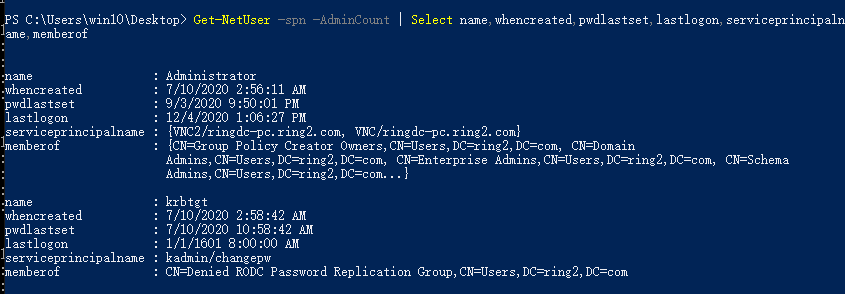 PS C:\Users\win10\Desktop> Get-NetUser -spn -AdminCount | Select name,whencreated,pwdlastset,lastlogon,serviceprincipaln
ame,memberof
name : Administrator
whencreated : 7/10/2020 2:56:11 AM
pwdlastset : 9/3/2020 9:50:01 PM
lastlogon : 12/4/2020 1:06:27 PM
serviceprincipalname : {VNC2/ringdc-pc.ring2.com, VNC/ringdc-pc.ring2.com}
memberof : {CN=Group Policy Creator Owners,CN=Users,DC=ring2,DC=com, CN=Domain
Admins,CN=Users,DC=ring2,DC=com, CN=Enterprise Admins,CN=Users,DC=ring2,DC=com, CN=Schema
Admins,CN=Users,DC=ring2,DC=com...}
name : krbtgt
whencreated : 7/10/2020 2:58:42 AM
pwdlastset : 7/10/2020 10:58:42 AM
lastlogon : 1/1/1601 8:00:00 AM
serviceprincipalname : kadmin/changepw
memberof : CN=Denied RODC Password Replication Group,CN=Users,DC=ring2,DC=com